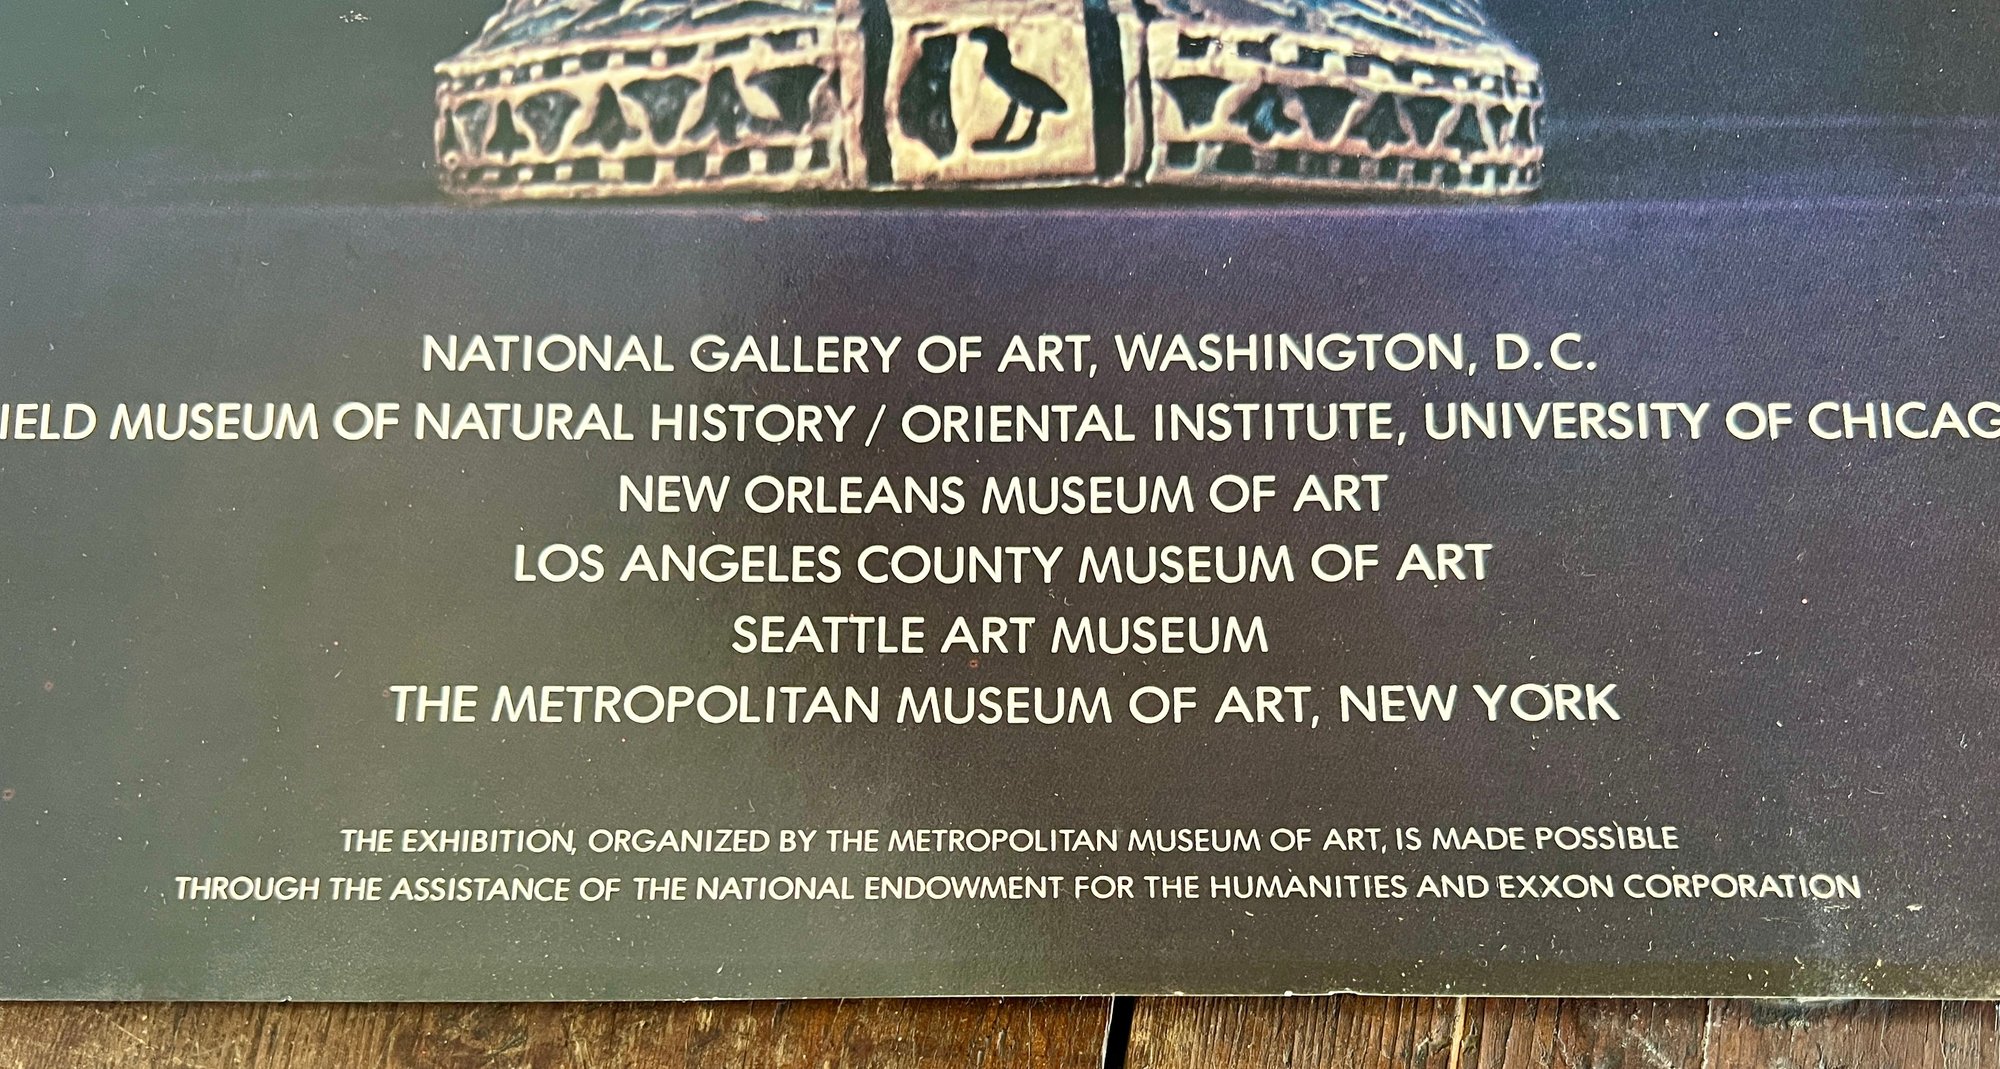 NATIONAL GALLERY OF ART, WASHINGTON, D.C.
IELD MUSEUM OF NATURAL HISTORY / ORIENTAL INSTITUTE, UNIVERSITY OF CHICAG
NEW ORLEANS MUSEUM OF ART
LOS ANGELES COUNTY MUSEUM OF ART
SEATTLE ART MUSEUM
THE METROPOLITAN MUSEUM OF ART, NEW YORK
THE EXHIBITION, ORGANIZED BY THE METROPOLITAN MUSEUM OF ART, IS MADE POSSIBLE
THROUGH THE ASSISTANCE OF THE NATIONAL ENDOWMENT FOR THE HUMANITIES AND EXXON CORPORATION